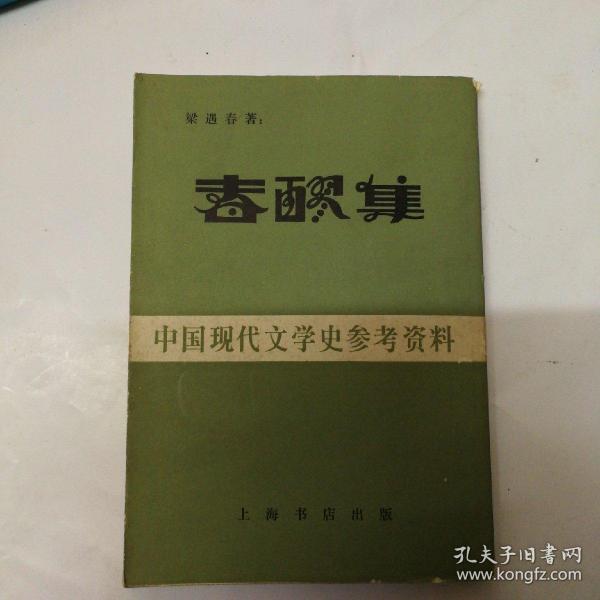 梁遇春著：
春醪集
中国现代文学史参考资料
上海书店出版
孔夫子旧书网
www.kongfz.com